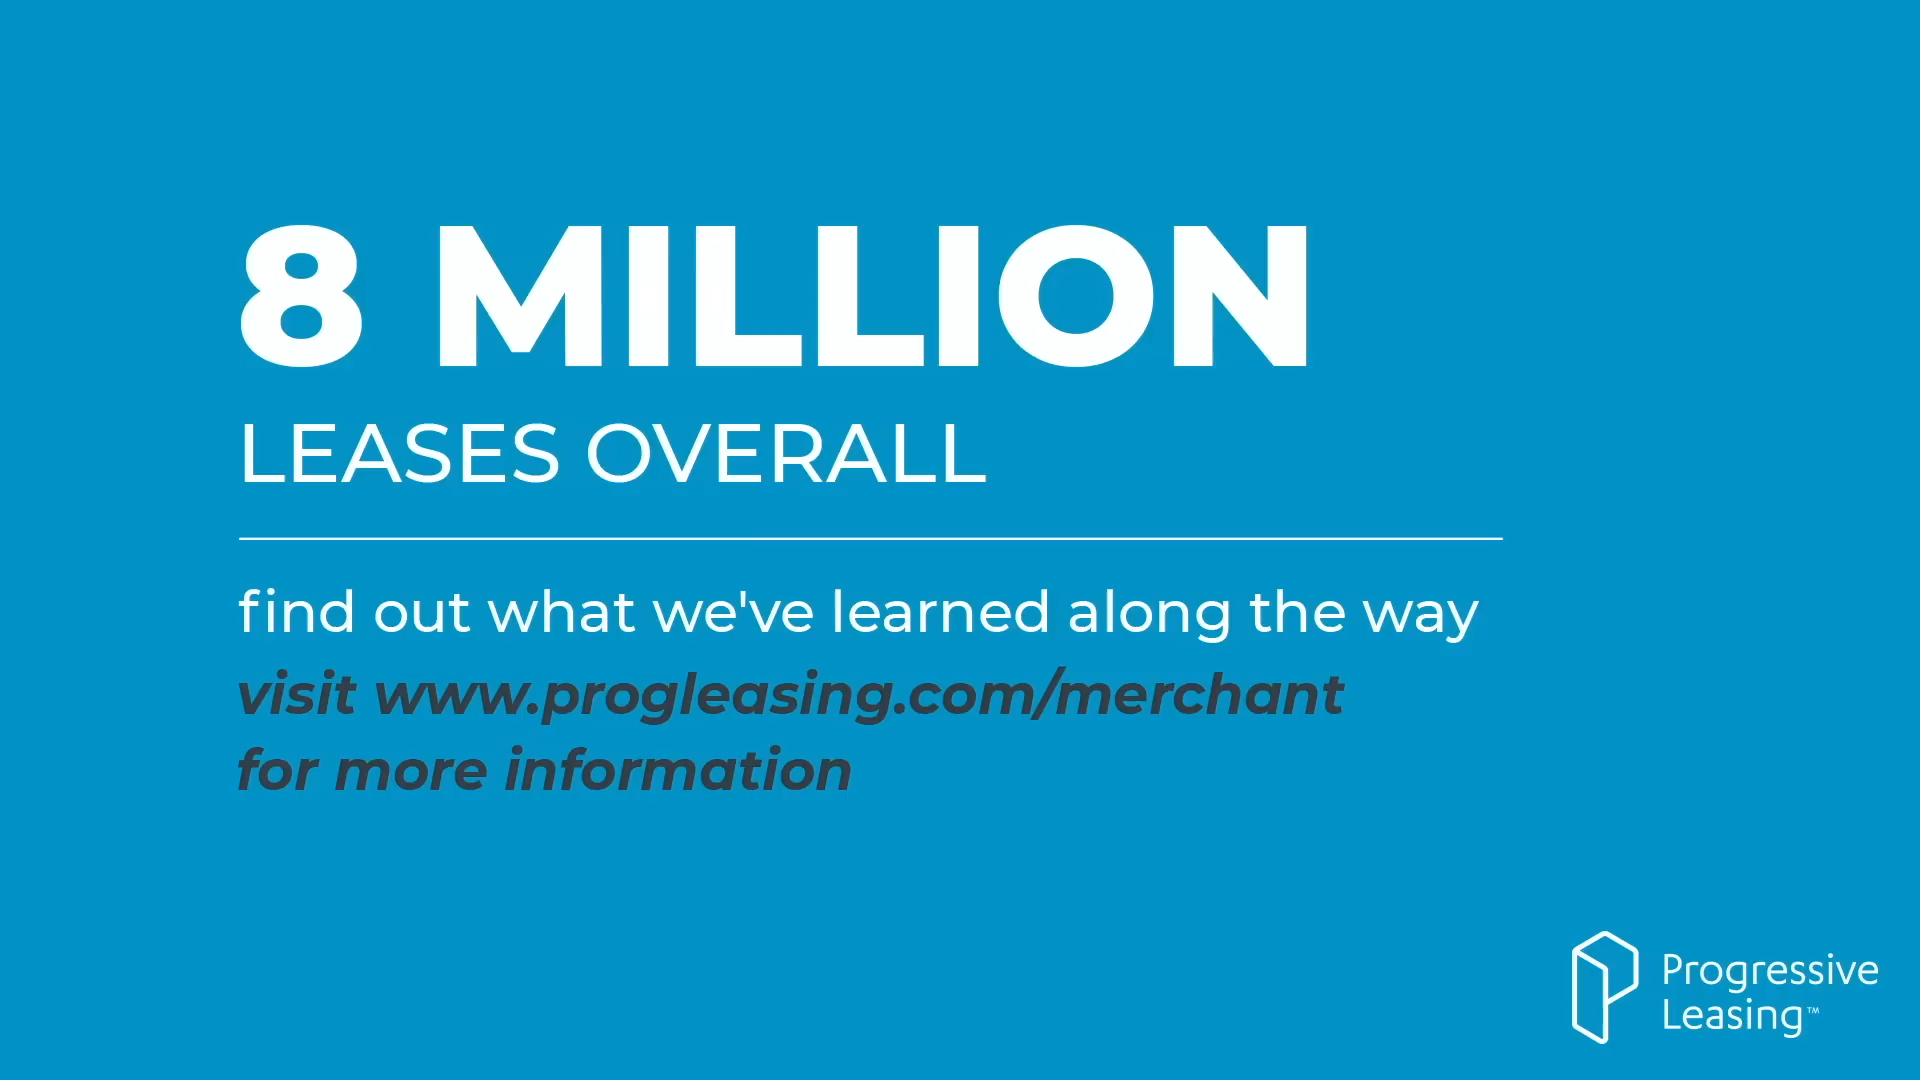 8 MILLION
LEASES OVERALL
find out what we've learned along the way
visit www.progleasing.com/merchant
for more information
Progressive
Leasing™